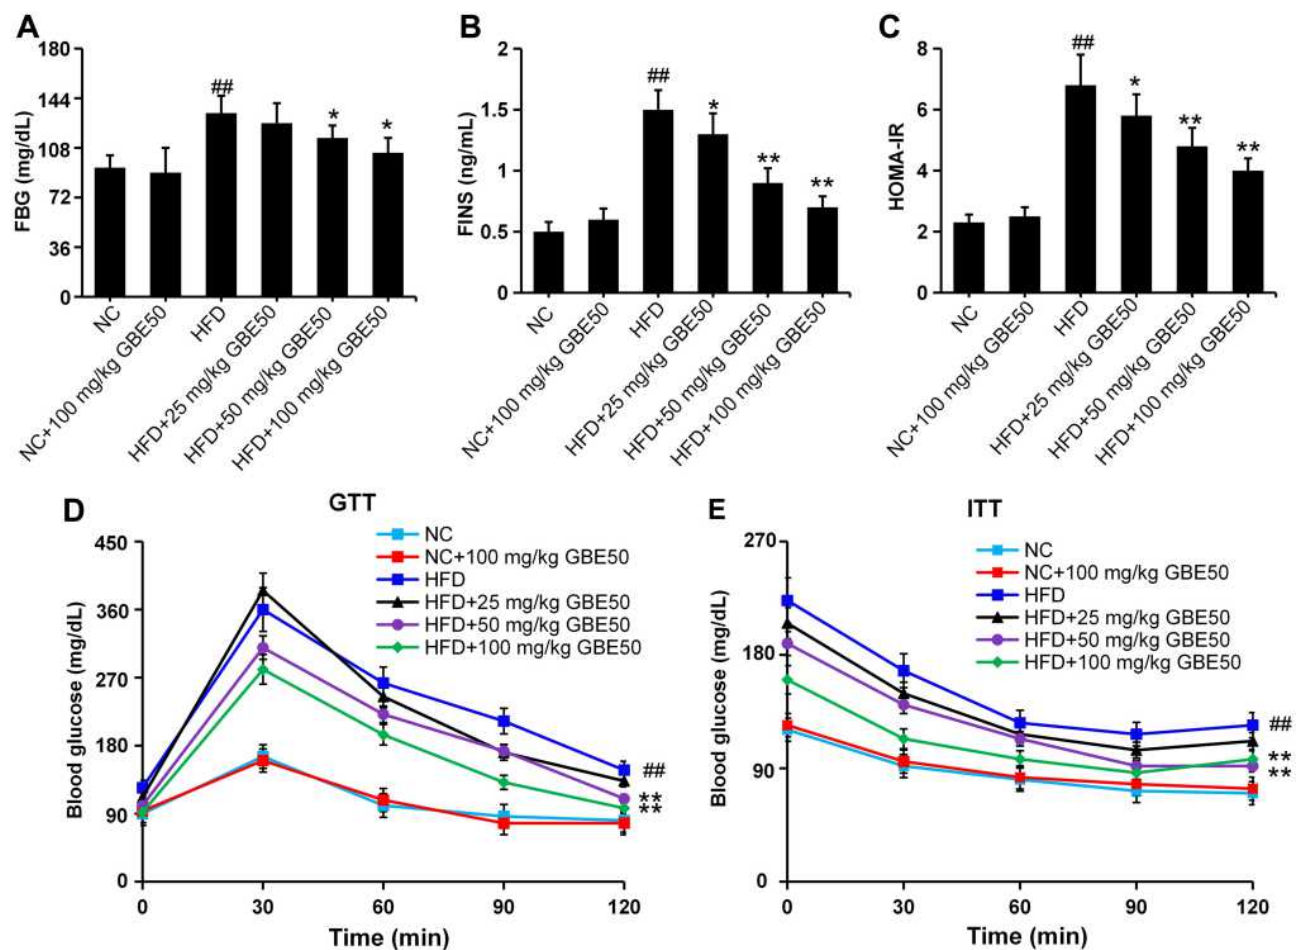 A
180
144
108
72
36
0
FBG (mg/dL)
##
*
*
NC
NC+100 mg/kg GBE50
HFD
HFD+25 mg/kg GBE50
HFD+50 mg/kg GBE50
HFD+100 mg/kg GBE50
B
2
1.5
1
0.5
0
FINS (ng/mL)
##
*
**
**
NC
NC+100 mg/kg GBE50
HFD
HFD+25 mg/kg GBE50
HFD+50 mg/kg GBE50
HFD+100 mg/kg GBE50
C
8
6
4
2
0
HOMA-IR
##
*
**
**
NC
NC+100 mg/kg GBE50
HFD
HFD+25 mg/kg GBE50
HFD+50 mg/kg GBE50
HFD+100 mg/kg GBE50
D
GTT
450
360
270
180
90
0
Blood glucose (mg/dL)
NC
NC+100 mg/kg GBE50
HFD
HFD+25 mg/kg GBE50
HFD+50 mg/kg GBE50
HFD+100 mg/kg GBE50
##
**
**
0 30 60 90 120
Time (min)
E
ITT
270
180
90
0
Blood glucose (mg/dL)
NC
NC+100 mg/kg GBE50
HFD
HFD+25 mg/kg GBE50
HFD+50 mg/kg GBE50
HFD+100 mg/kg GBE50
##
**
**
0 30 60 90 120
Time (min)